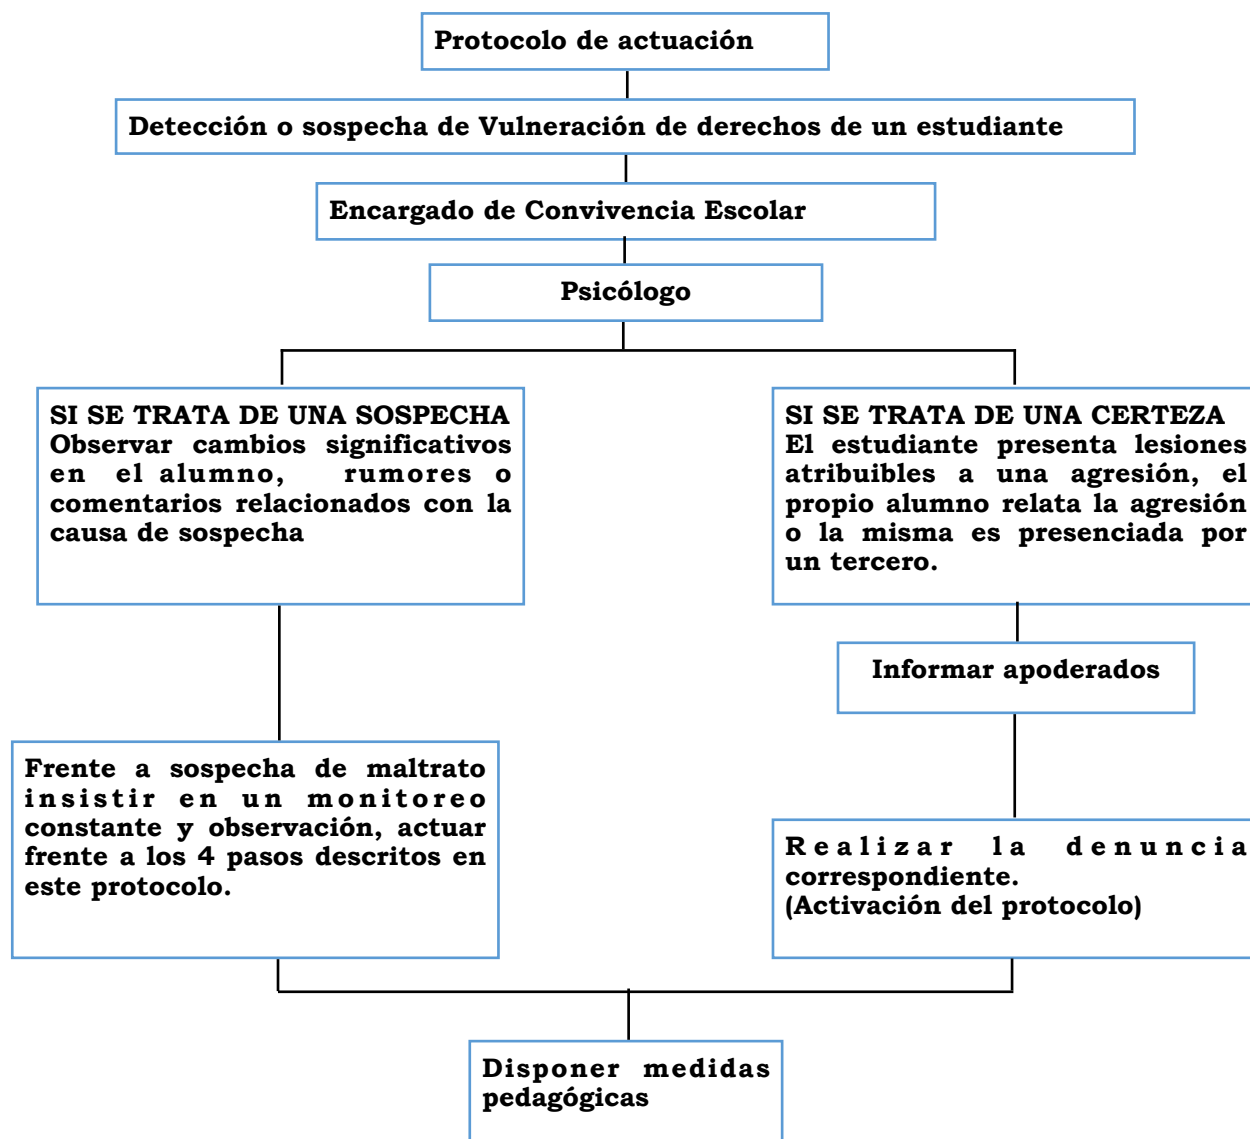 Protocolo de actuación
Detección o sospecha de Vulneración de derechos de un estudiante
Encargado de Convivencia Escolar
Psicólogo
SI SE TRATA DE UNA SOSPECHA
Observar cambios significativos
en el alumno, rumores o
comentarios relacionados con la
causa de sospecha
SI SE TRATA DE UNA CERTEZA
El estudiante presenta lesiones
atribuibles a una agresión, el
propio alumno relata la agresión
o la misma es presenciada por
un tercero.
Informar apoderados
Frente a sospecha de maltrato
insistir en un monitoreo
constante y observación, actuar
frente a los 4 pasos descritos en
este protocolo.
Realizar la denuncia
correspondiente.
(Activación del protocolo)
Disponer medidas
pedagógicas